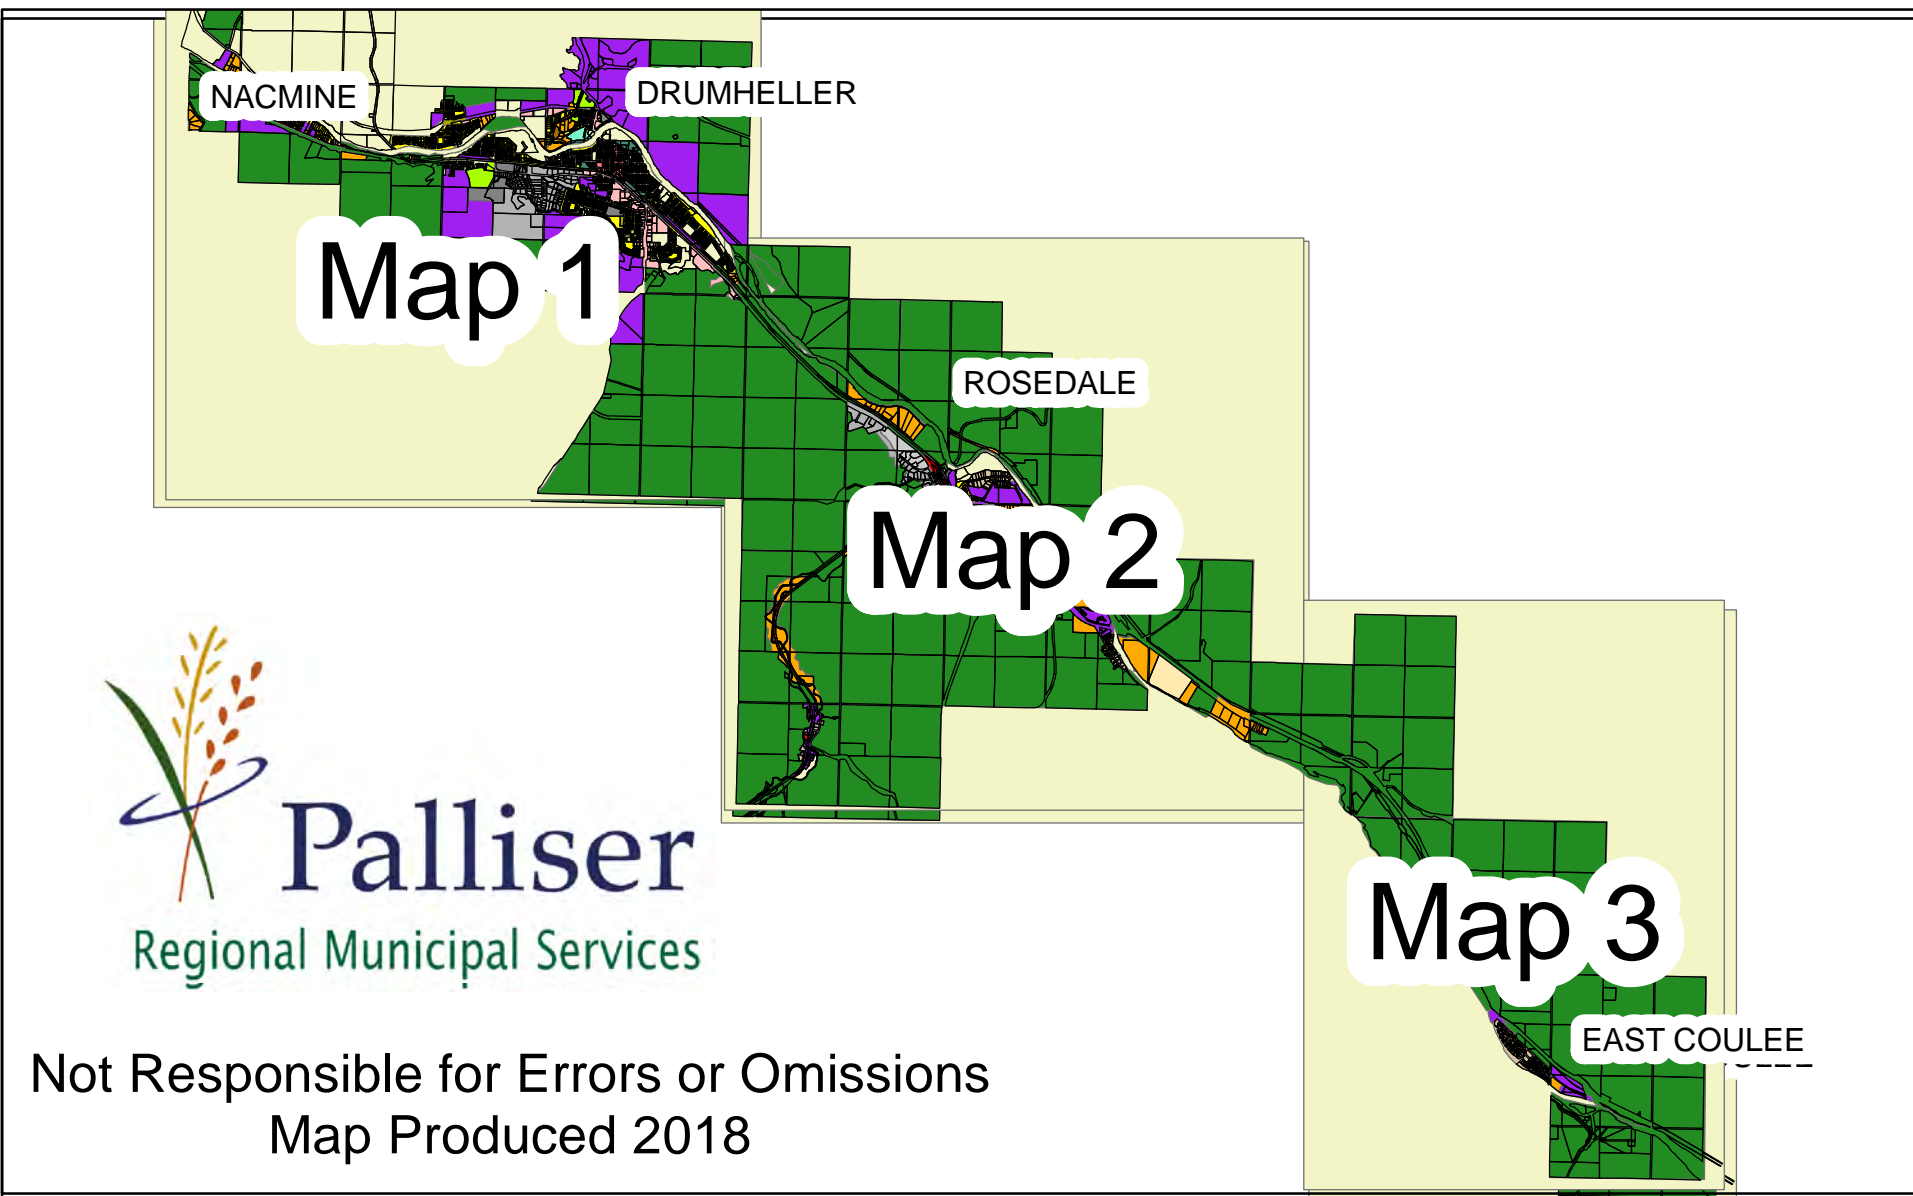 NACMINE
DRUMHELLER
Map 1
ROSEDALE
Map 2
Map 3
EAST COULEE
Palliser
Regional Municipal Services
Not Responsible for Errors or Omissions
Map Produced 2018